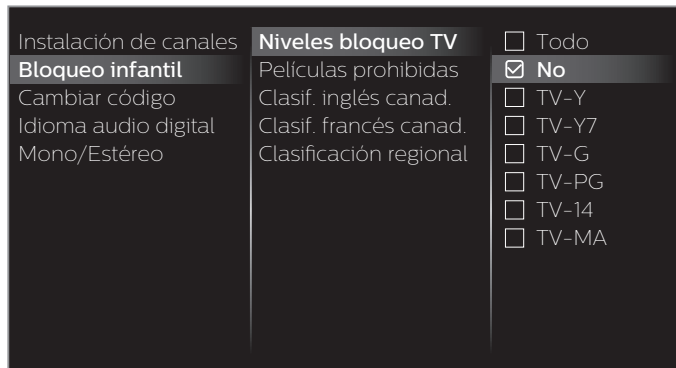 Instalación de canales
Bloqueo infantil
Cambiar código
Idioma audio digital
Mono/Estéreo
Niveles bloqueo TV
Películas prohibidas
Clasif. inglés canad.
Clasif. francés canad.
Clasificación regional
Todo
No
TV-Y
TV-Y7
TV-G
TV-PG
TV-14
TV-MA